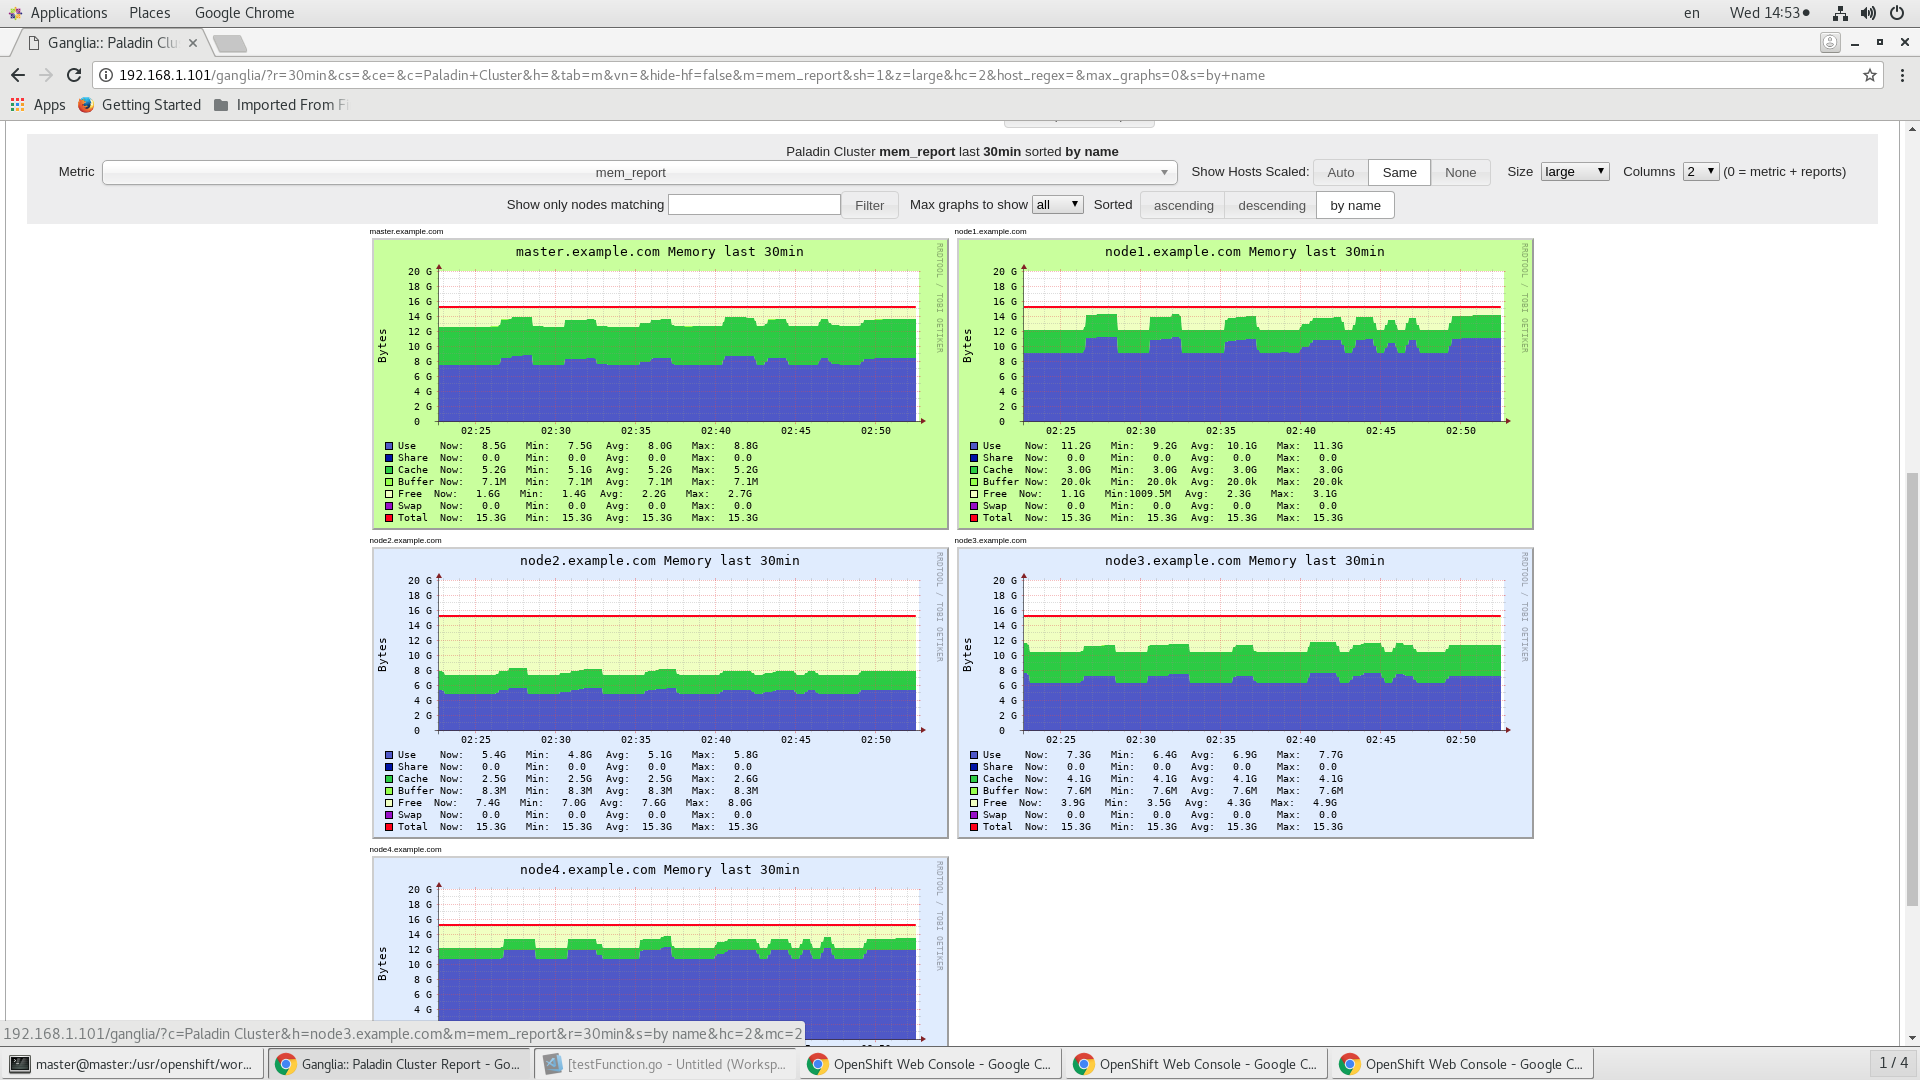 Applications Places Google Chrome en Wed 14:53
Ganglia:: Paladin Clu
192.168.1.101/ganglia/?r=30min&cs=&ce=&c=Paladin+Cluster&h=&tab=m&vn=&hide-hf=false&m=mem_report&sh=1&z=large&hc=2&host_regex=&max_graphs=0&s=by+name
Apps Getting Started Imported From Fi
Paladin Cluster mem_report last 30min sorted by name
Metric mem_report Show Hosts Scaled: Auto Same None Size large Columns 2 (0 = metric + reports)
Show only nodes matching Filter Max graphs to show all Sorted ascending descending by name
master.example.com
master.example.com Memory last 30min
RRDTOOL / TOBI OETIKER
Bytes
20 G
18 G
16 G
14 G
12 G
10 G
8 G
6 G
4 G
2 G
0
02:25 02:30 02:35 02:40 02:45 02:50
Use Now: 8.5G Min: 7.5G Avg: 8.0G Max: 8.8G
Share Now: 0.0 Min: 0.0 Avg: 0.0 Max: 0.0
Cache Now: 5.2G Min: 5.1G Avg: 5.2G Max: 5.2G
Buffer Now: 7.1M Min: 7.1M Avg: 7.1M Max: 7.1M
Free Now: 1.6G Min: 1.4G Avg: 2.2G Max: 2.7G
Swap Now: 0.0 Min: 0.0 Avg: 0.0 Max: 0.0
Total Now: 15.3G Min: 15.3G Avg: 15.3G Max: 15.3G
node1.example.com
node1.example.com Memory last 30min
RRDTOOL / TOBI OETIKER
Bytes
20 G
18 G
16 G
14 G
12 G
10 G
8 G
6 G
4 G
2 G
0
02:25 02:30 02:35 02:40 02:45 02:50
Use Now: 11.2G Min: 9.2G Avg: 10.1G Max: 11.3G
Share Now: 0.0 Min: 0.0 Avg: 0.0 Max: 0.0
Cache Now: 3.0G Min: 3.0G Avg: 3.0G Max: 3.0G
Buffer Now: 20.0k Min: 20.0k Avg: 20.0k Max: 20.0k
Free Now: 1.1G Min:1009.5M Avg: 2.3G Max: 3.1G
Swap Now: 0.0 Min: 0.0 Avg: 0.0 Max: 0.0
Total Now: 15.3G Min: 15.3G Avg: 15.3G Max: 15.3G
node2.example.com
node2.example.com Memory last 30min
RRDTOOL / TOBI OETIKER
Bytes
20 G
18 G
16 G
14 G
12 G
10 G
8 G
6 G
4 G
2 G
0
02:25 02:30 02:35 02:40 02:45 02:50
Use Now: 5.4G Min: 4.8G Avg: 5.1G Max: 5.8G
Share Now: 0.0 Min: 0.0 Avg: 0.0 Max: 0.0
Cache Now: 2.5G Min: 2.5G Avg: 2.5G Max: 2.6G
Buffer Now: 8.3M Min: 8.3M Avg: 8.3M Max: 8.3M
Free Now: 7.4G Min: 7.0G Avg: 7.6G Max: 8.0G
Swap Now: 0.0 Min: 0.0 Avg: 0.0 Max: 0.0
Total Now: 15.3G Min: 15.3G Avg: 15.3G Max: 15.3G
node3.example.com
node3.example.com Memory last 30min
RRDTOOL / TOBI OETIKER
Bytes
20 G
18 G
16 G
14 G
12 G
10 G
8 G
6 G
4 G
2 G
0
02:25 02:30 02:35 02:40 02:45 02:50
Use Now: 7.3G Min: 6.4G Avg: 6.9G Max: 7.7G
Share Now: 0.0 Min: 0.0 Avg: 0.0 Max: 0.0
Cache Now: 4.1G Min: 4.1G Avg: 4.1G Max: 4.1G
Buffer Now: 7.6M Min: 7.6M Avg: 7.6M Max: 7.6M
Free Now: 3.9G Min: 3.5G Avg: 4.3G Max: 4.9G
Swap Now: 0.0 Min: 0.0 Avg: 0.0 Max: 0.0
Total Now: 15.3G Min: 15.3G Avg: 15.3G Max: 15.3G
node4.example.com
node4.example.com Memory last 30min
RRDTOOL / TOBI OETIKER
Bytes
20 G
18 G
16 G
14 G
12 G
10 G
8 G
6 G
4 G
192.168.1.101/ganglia/?c=Paladin Cluster&h=node3.example.com&m=mem_report&r=30min&s=by name&hc=2&mc=2
master@master:/usr/openshift/wor... Ganglia:: Paladin Cluster Report - Go... [testFunction.go - Untitled (Worksp... OpenShift Web Console - Google C... OpenShift Web Console - Google C... OpenShift Web Console - Google C... 1 / 4